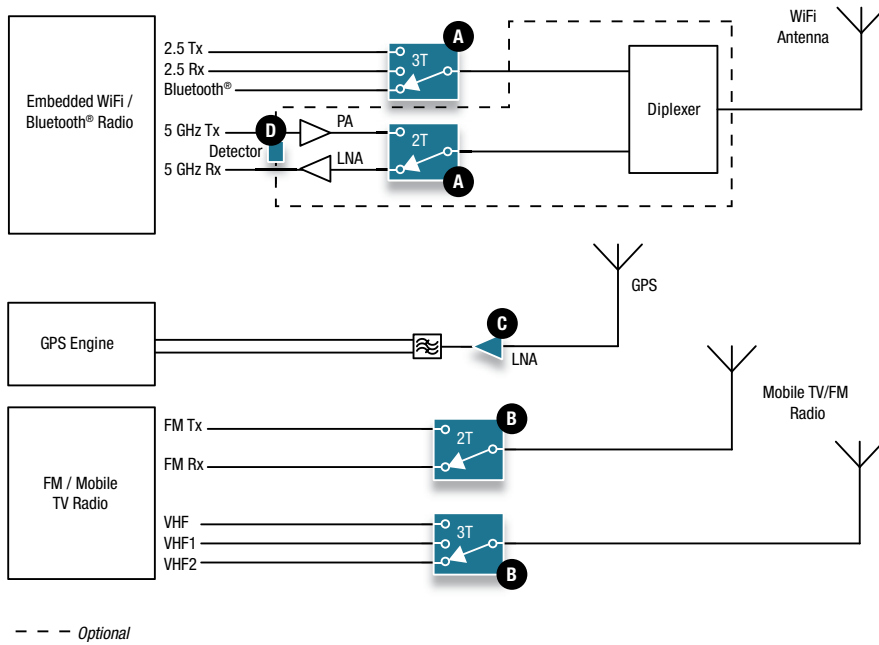 WiFi
Antenna
A
2.5 Tx
2.5 Rx
Bluetooth®
3T
Embedded WiFi /
Bluetooth® Radio
Diplexer
5 GHz Tx
D
PA
2T
Detector
LNA
5 GHz Rx
A
GPS
GPS Engine
C
LNA
Mobile TV/FM
Radio
FM Tx
B
2T
FM Rx
FM / Mobile
TV Radio
VHF
3T
VHF1
VHF2
B
Optional